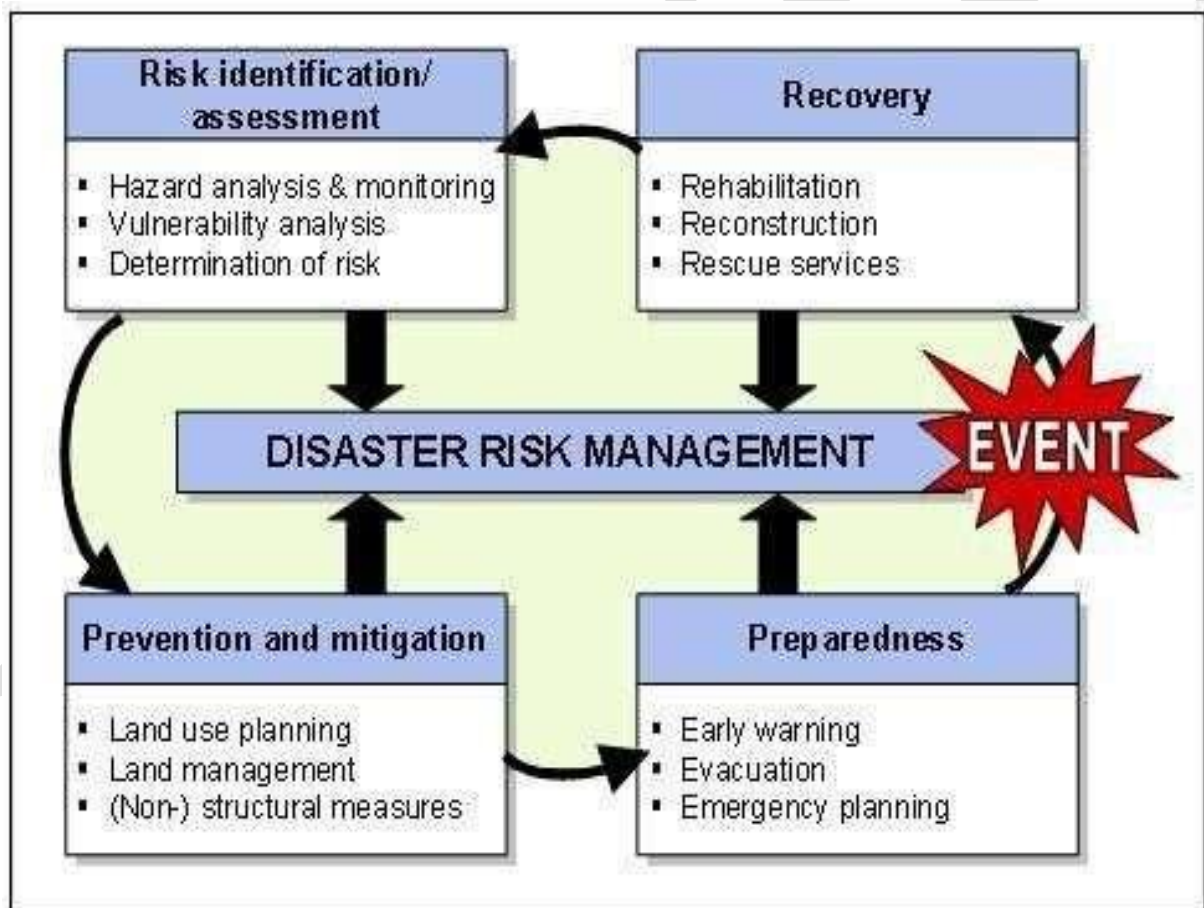 Risk identification/
assessment
▪ Hazard analysis & monitoring
▪ Vulnerability analysis
▪ Determination of risk
Recovery
▪ Rehabilitation
▪ Reconstruction
▪ Rescue services
DISASTER RISK MANAGEMENT
EVENT
Prevention and mitigation
▪ Land use planning
▪ Land management
▪ (Non-) structural measures
Preparedness
▪ Early warning
▪ Evacuation
▪ Emergency planning